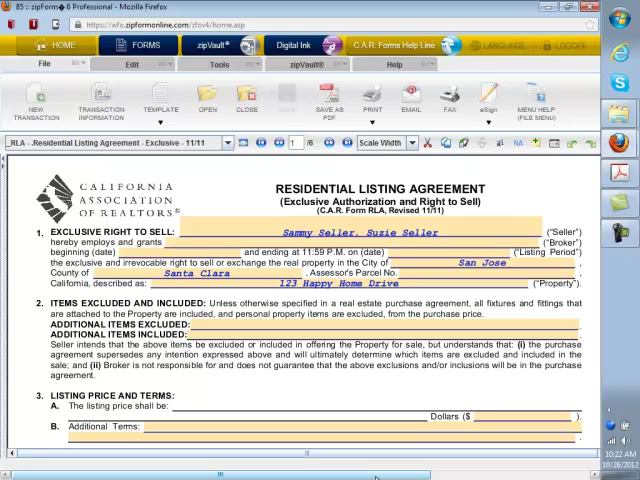 85 :: zipForm� 6 Professional - Mozilla Firefox
https://wfo.zipformonline.com/zfov4/home.asp
HOME FORMS zipVault® Digital Ink C.A.R. Forms Help Line LANGUAGE LOGOFF
File Edit Tools zipVault® Help
NEW TRANSACTION
TRANSACTION INFORMATION
TEMPLATE
OPEN
CLOSE
SAVE
SAVE AS PDF
PRINT
EMAIL
FAX
eSign
MENU HELP (FILE MENU)
_RLA - .Residential Listing Agreement - Exclusive - 11/11 1 /6 Scale Width NA
CALIFORNIA
ASSOCIATION
OF REALTORS®
RESIDENTIAL LISTING AGREEMENT
(Exclusive Authorization and Right to Sell)
(C.A.R. Form RLA, Revised 11/11)
1. EXCLUSIVE RIGHT TO SELL: Sammy Seller, Suzie Seller ("Seller")
hereby employs and grants ("Broker")
beginning (date) and ending at 11:59 P.M. on (date) ("Listing Period")
the exclusive and irrevocable right to sell or exchange the real property in the City of San Jose ,
County of Santa Clara , Assessor's Parcel No. ,
California, described as: 123 Happy Home Drive ("Property").
2. ITEMS EXCLUDED AND INCLUDED: Unless otherwise specified in a real estate purchase agreement, all fixtures and fittings that
are attached to the Property are included, and personal property items are excluded, from the purchase price.
ADDITIONAL ITEMS EXCLUDED: .
ADDITIONAL ITEMS INCLUDED: .
Seller intends that the above items be excluded or included in offering the Property for sale, but understands that: (i) the purchase
agreement supersedes any intention expressed above and will ultimately determine which items are excluded and included in the
sale; and (ii) Broker is not responsible for and does not guarantee that the above exclusions and/or inclusions will be in the purchase
agreement.
3. LISTING PRICE AND TERMS:
A. The listing price shall be:
Dollars ($ ).
B. Additional Terms:
.
10:22 AM
10/26/2012